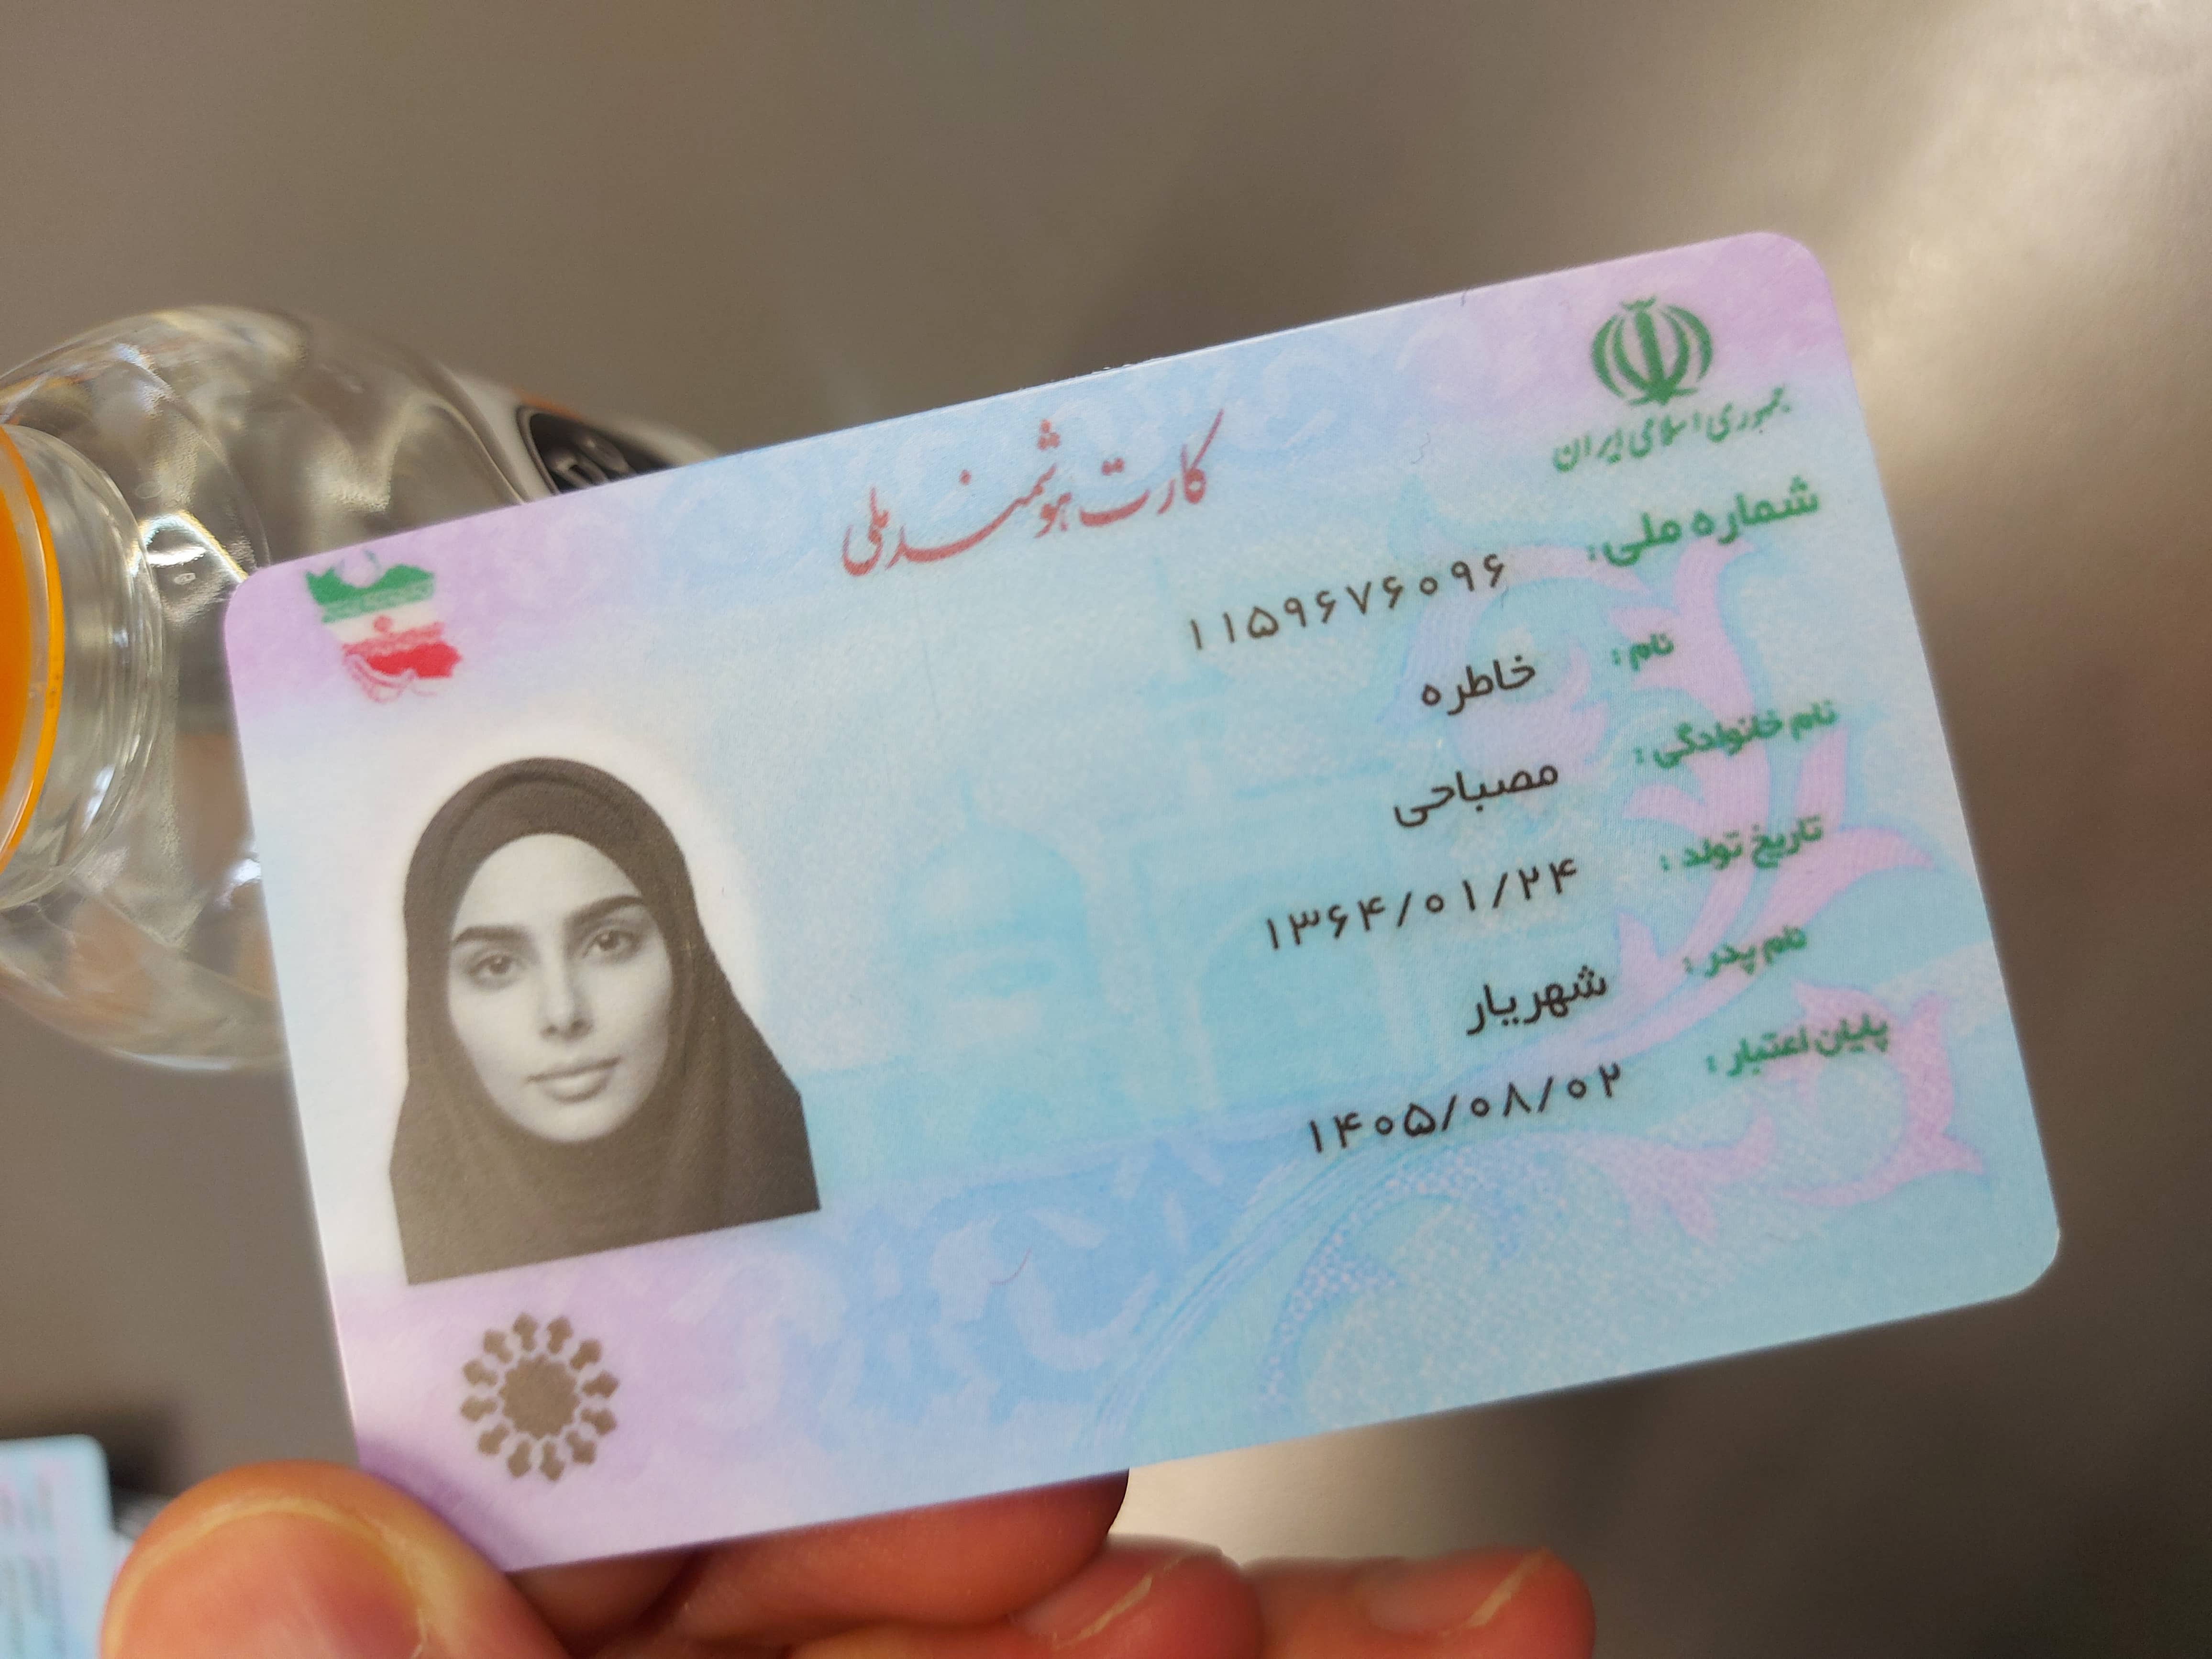 جمهوری اسلامی ایران
کارت هوشمند ملی
شماره ملی:
۱۱۵۹۶۷۶۰۹۶
نام:
خاطره
نام خانوادگی:
مصباحی
تاریخ تولد:
۱۳۶۴/۰۱/۲۴
نام پدر:
شهریار
پایان اعتبار:
۱۴۰۵/۰۸/۰۲